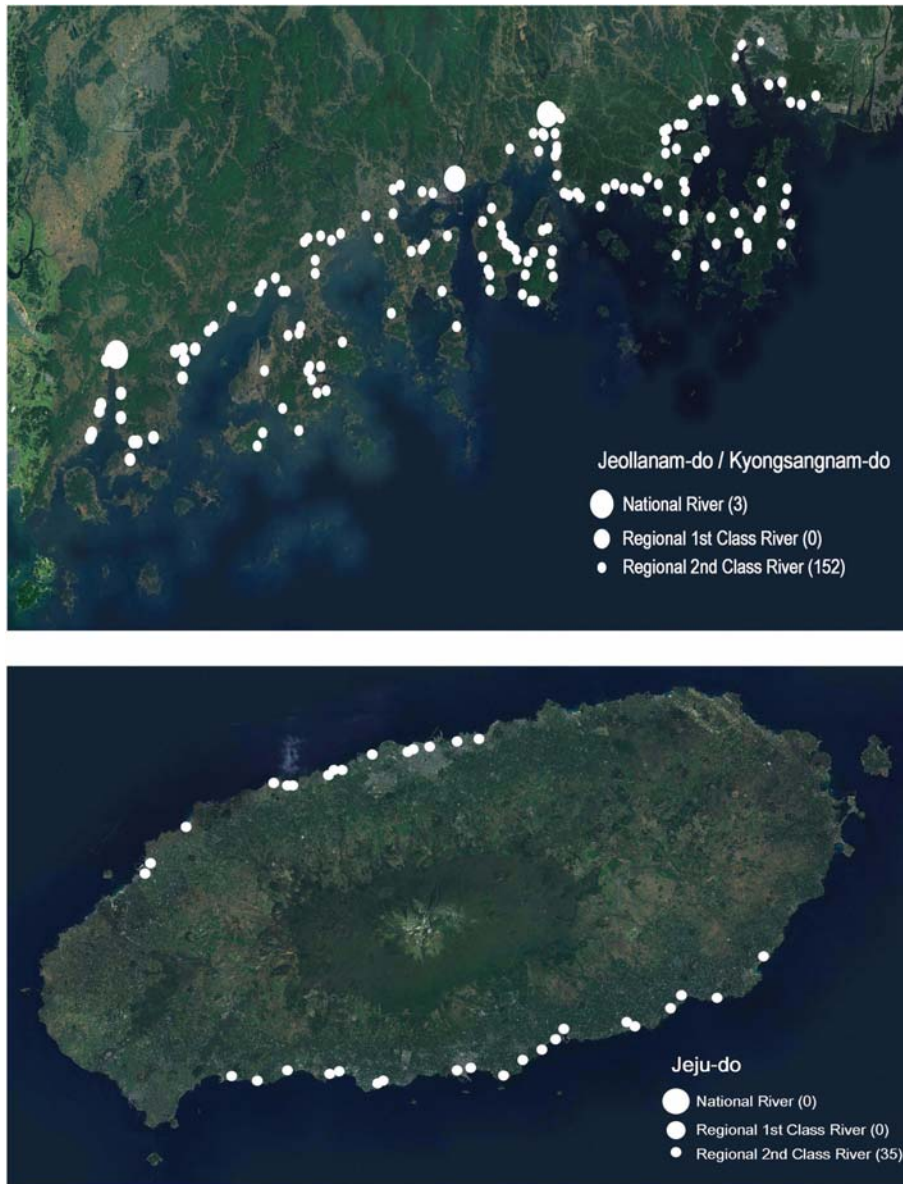 Jeollanam-do / Kyongsangnam-do
National River (3)
Regional 1st Class River (0)
Regional 2nd Class River (152)
Jeju-do
National River (0)
Regional 1st Class River (0)
Regional 2nd Class River (35)